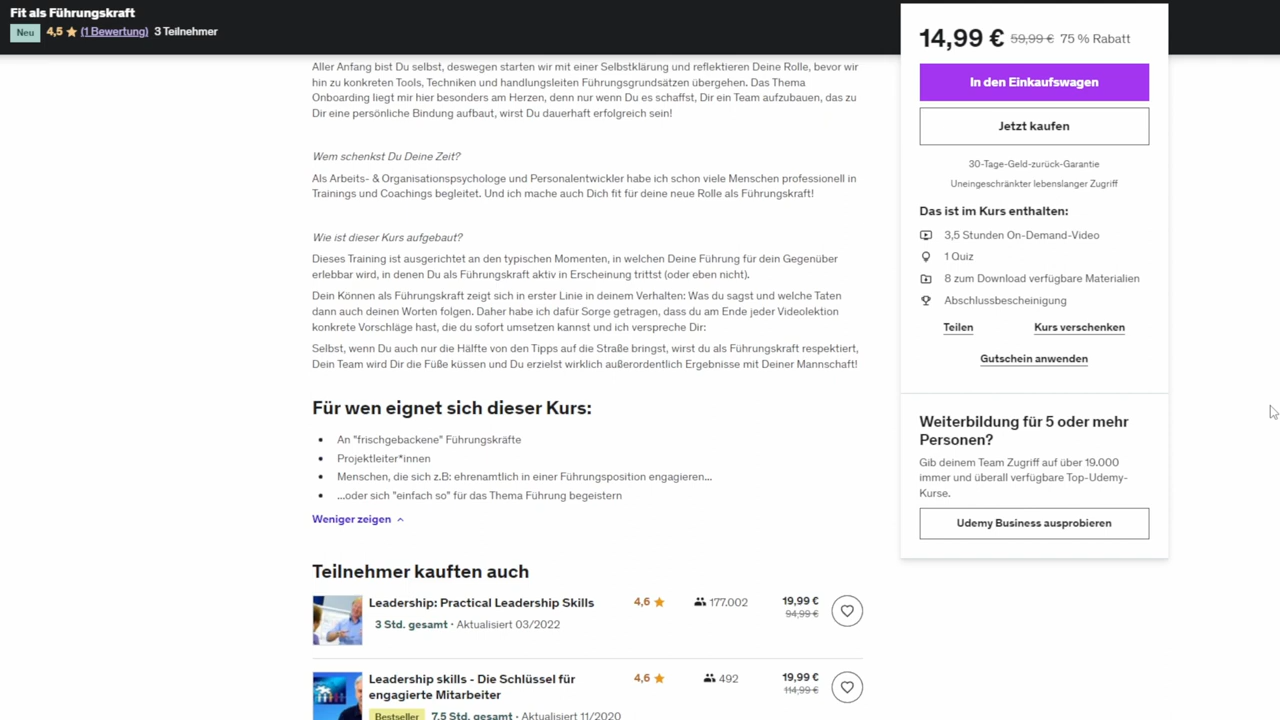 Fit als Führungskraft
Neu 4,5 (1 Bewertung) 3 Teilnehmer
Aller Anfang bist Du selbst, deswegen starten wir mit einer Selbstklärung und reflektieren Deine Rolle, bevor wir
hin zu konkreten Tools, Techniken und handlungsleiten Führungsgrundsätzen übergehen. Das Thema
Onboarding liegt mir hier besonders am Herzen, denn nur wenn Du es schaffst, Dir ein Team aufzubauen, das zu
Dir eine persönliche Bindung aufbaut, wirst Du dauerhaft erfolgreich sein!
Wem schenkst Du Deine Zeit?
Als Arbeits- & Organisationspsychologe und Personalentwickler habe ich schon viele Menschen professionell in
Trainings und Coachings begleitet. Und ich mache auch Dich fit für deine neue Rolle als Führungskraft!
Wie ist dieser Kurs aufgebaut?
Dieses Training ist ausgerichtet an den typischen Momenten, in welchen Deine Führung für dein Gegenüber
erlebbar wird, in denen Du als Führungskraft aktiv in Erscheinung trittst (oder eben nicht).
Dein Können als Führungskraft zeigt sich in erster Linie in deinem Verhalten: Was du sagst und welche Taten
dann auch deinen Worten folgen. Daher habe ich dafür Sorge getragen, dass du am Ende jeder Videolektion
konkrete Vorschläge hast, die du sofort umsetzen kannst und ich verspreche Dir:
Selbst, wenn Du auch nur die Hälfte von den Tipps auf die Straße bringst, wirst du als Führungskraft respektiert,
Dein Team wird Dir die Füße küssen und Du erzielst wirklich außerordentlich Ergebnisse mit Deiner Mannschaft!
Für wen eignet sich dieser Kurs:
• An "frischgebackene" Führungskräfte
• Projektleiter*innen
• Menschen, die sich z.B: ehrenamtlich in einer Führungsposition engagieren...
• ...oder sich "einfach so" für das Thema Führung begeistern
Weniger zeigen
Teilnehmer kauften auch
Leadership: Practical Leadership Skills 4,6 177.002 19,99 €
94,99 €
3 Std. gesamt · Aktualisiert 03/2022
Leadership skills - Die Schlüssel für 4,6 492 19,99 €
engagierte Mitarbeiter 114,99 €
Bestseller 7,5 Std. gesamt · Aktualisiert 11/2020
14,99 € 59,99 € 75 % Rabatt
In den Einkaufswagen
Jetzt kaufen
30-Tage-Geld-zurück-Garantie
Uneingeschränkter lebenslanger Zugriff
Das ist im Kurs enthalten:
3,5 Stunden On-Demand-Video
1 Quiz
8 zum Download verfügbare Materialien
Abschlussbescheinigung
Teilen Kurs verschenken
Gutschein anwenden
Weiterbildung für 5 oder mehr
Personen?
Gib deinem Team Zugriff auf über 19.000
immer und überall verfügbare Top-Udemy-
Kurse.
Udemy Business ausprobieren